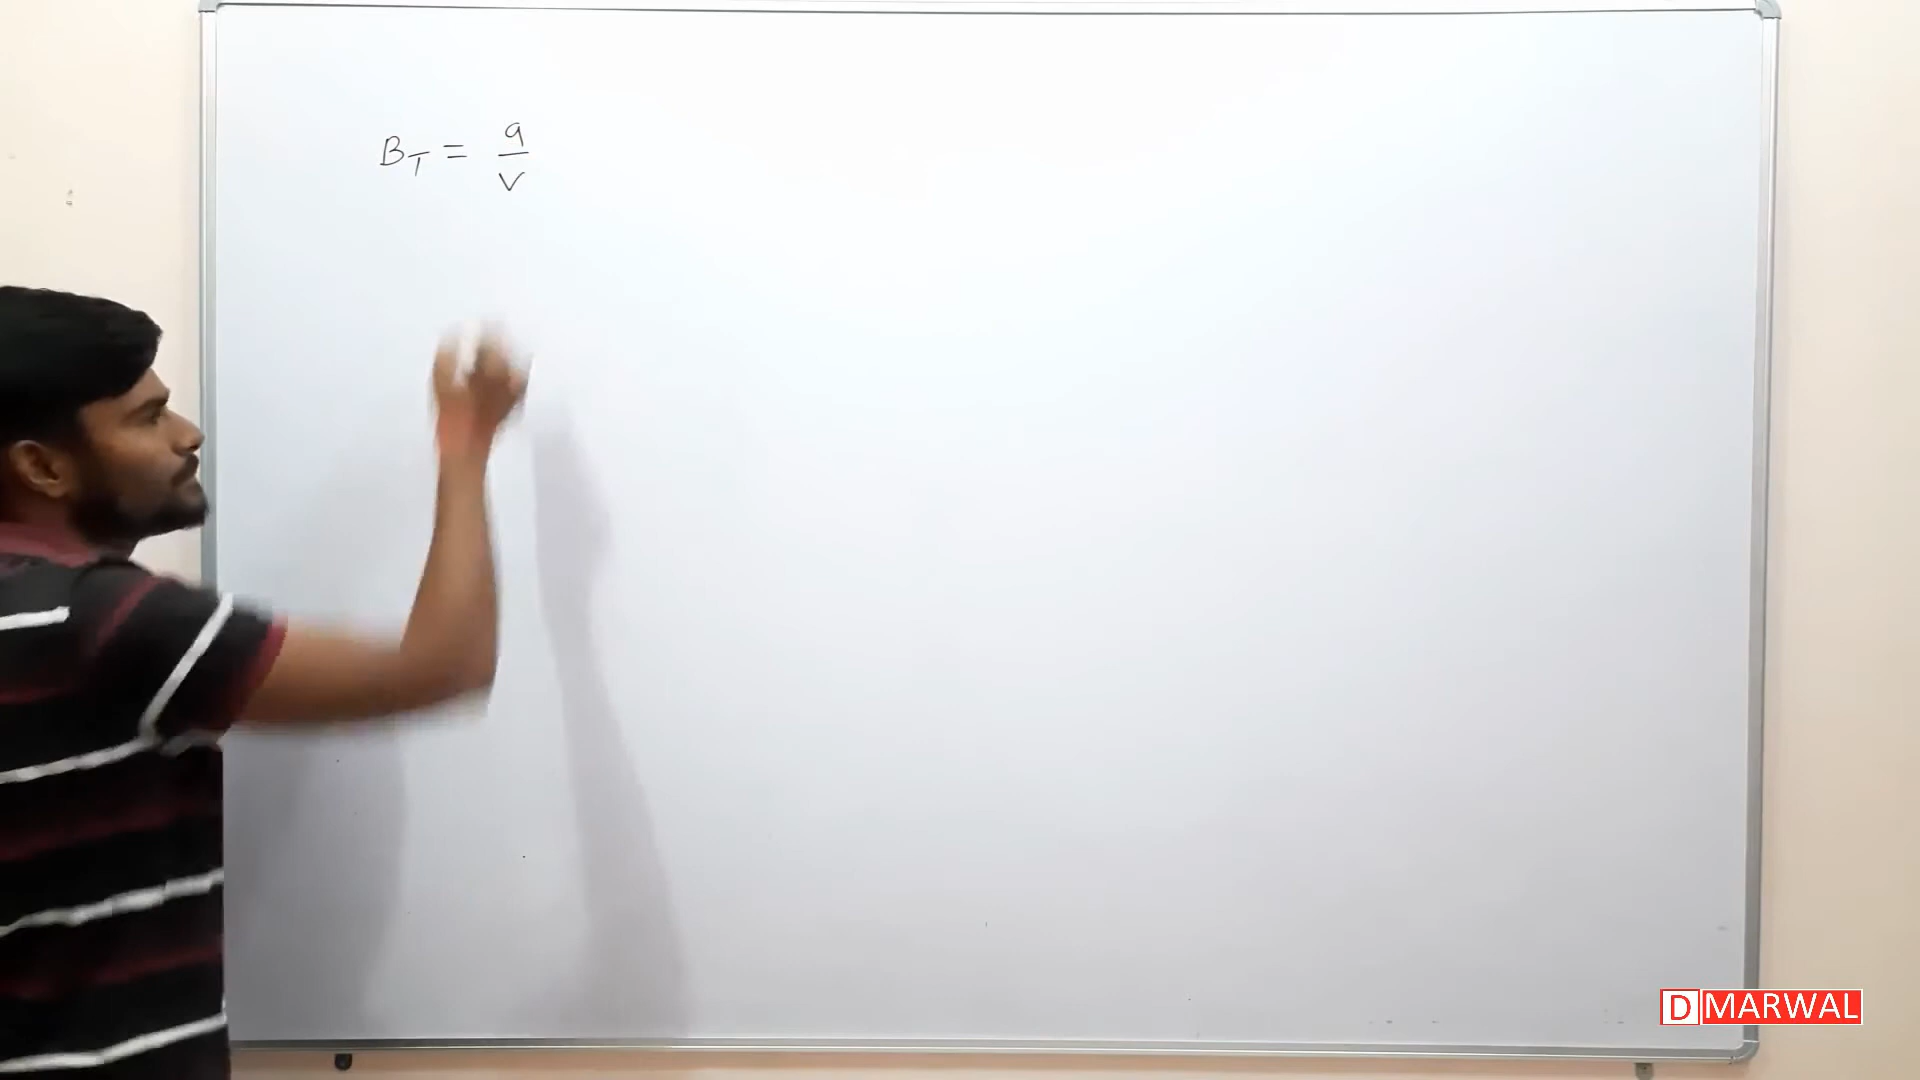 B_T = q/v
D MARWAL